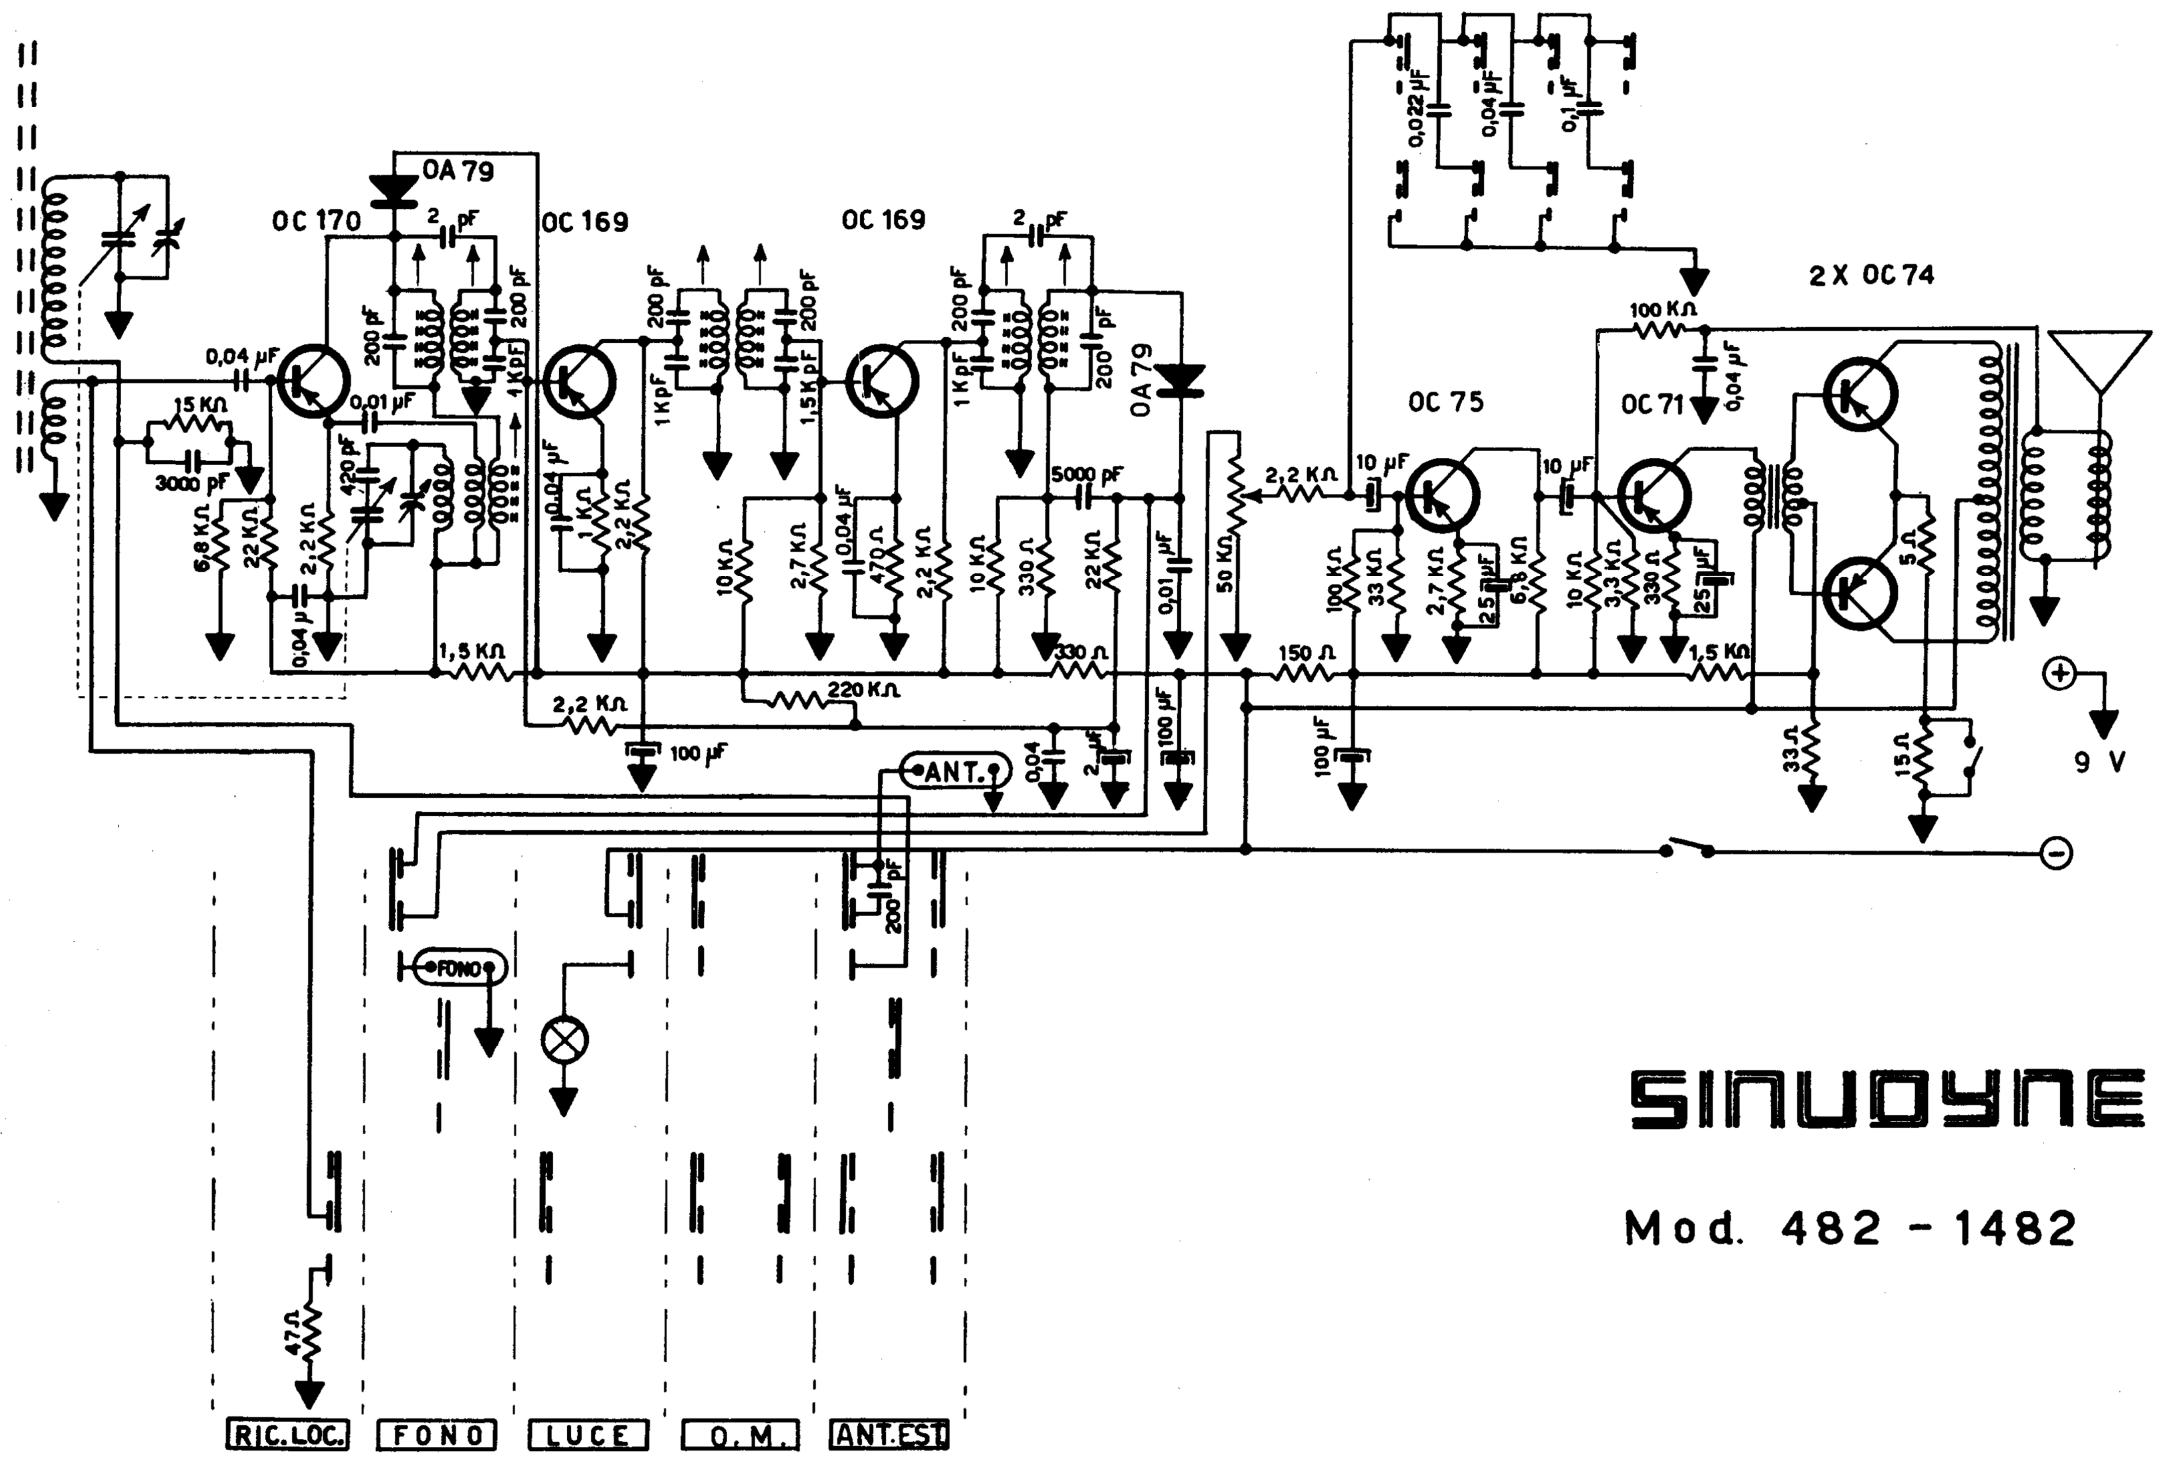 OA 79
OC 170
2 pF
OC 169
OC 169
2 pF
0,022 µF
0,04 µF
0,1 µF
2 X OC 74
200 pF
200 pF
1 KpF
200 pF
1 KpF
200 pF
1,5 KpF
200 pF
1 KpF
200 pF
OA 79
100 KΩ
0,04 µF
0,04 µF
15 KΩ
3000 pF
0,01 µF
420 pF
OC 75
OC 71
6,8 KΩ
22 KΩ
2,2 KΩ
0,04 µ
0,04 µF
1 KΩ
2,2 KΩ
10 KΩ
2,7 KΩ
0,04 µF
470 Ω
2,2 KΩ
10 KΩ
330 Ω
5000 pF
22 KΩ
0,01 µF
50 KΩ
2,2 KΩ
10 µF
10 µF
100 KΩ
33 KΩ
2,7 KΩ
25 µF
6,8 KΩ
10 KΩ
3,3 KΩ
330 Ω
25 µF
5 Ω
1,5 KΩ
330 Ω
150 Ω
1,5 KΩ
+
220 KΩ
2,2 KΩ
100 µF
0,04
2 µF
100 µF
100 µF
33 Ω
15 Ω
9 V
ANT.
200 pF
−
FONO
47 Ω
SINUDYNE
Mod. 482 - 1482
RIC.LOC.
FONO
LUCE
O.M.
ANT.EST.